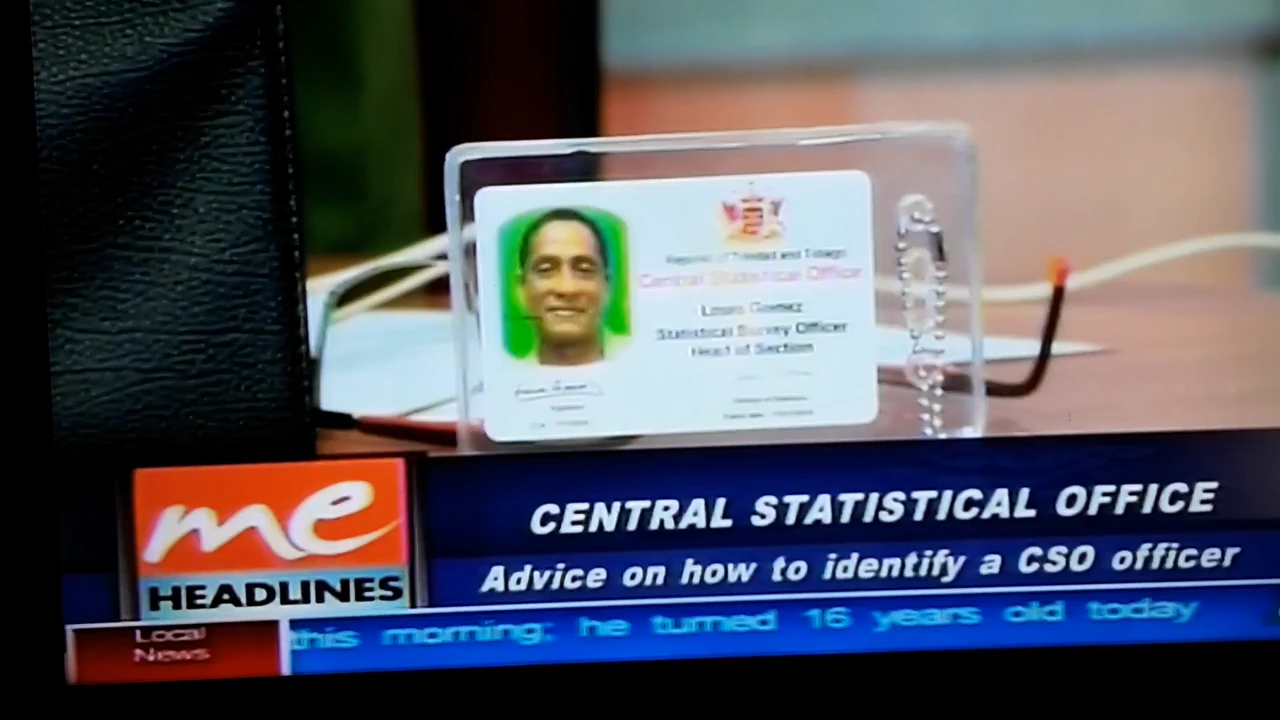 Republic of Trinidad and Tobago
Central Statistical Office
Louis Gomez
Statistical Survey Officer
Head of Section
me
HEADLINES
CENTRAL STATISTICAL OFFICE
Advice on how to identify a CSO officer
Local
News
this morning; he turned 16 years old today